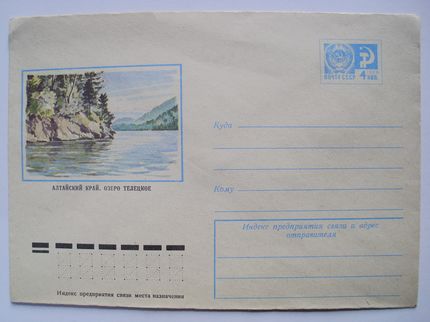 ПОЧТА СССР
4 КОП.
АЛТАЙСКИЙ КРАЙ. ОЗЕРО ТЕЛЕЦКОЕ
Куда
Кому
Индекс предприятия связи и адрес
отправителя
Индекс предприятия связи места назначения